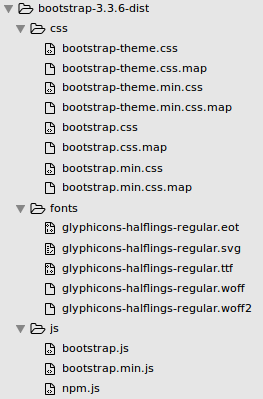 bootstrap-3.3.6-dist
css
bootstrap-theme.css
bootstrap-theme.css.map
bootstrap-theme.min.css
bootstrap-theme.min.css.map
bootstrap.css
bootstrap.css.map
bootstrap.min.css
bootstrap.min.css.map
fonts
glyphicons-halflings-regular.eot
glyphicons-halflings-regular.svg
glyphicons-halflings-regular.ttf
glyphicons-halflings-regular.woff
glyphicons-halflings-regular.woff2
js
bootstrap.js
bootstrap.min.js
npm.js